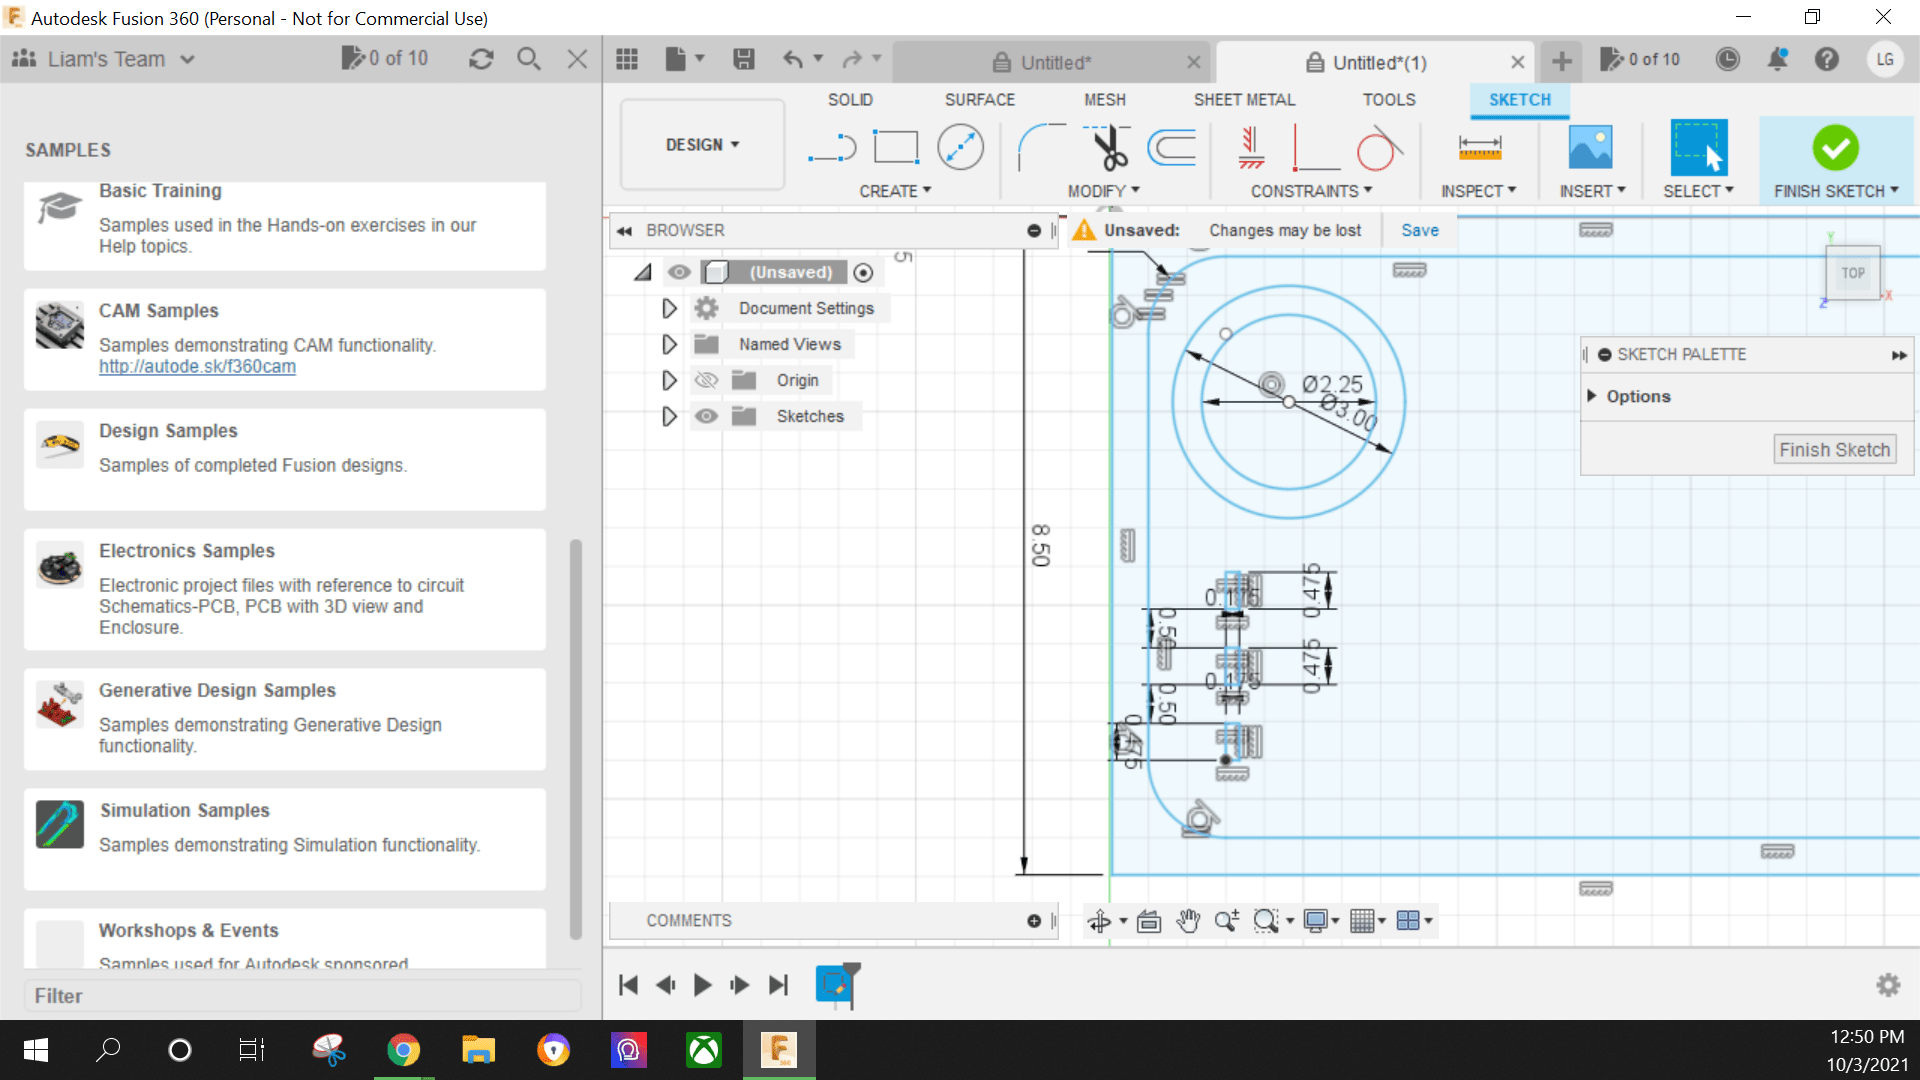 Autodesk Fusion 360 (Personal - Not for Commercial Use)
Liam's Team
0 of 10
Untitled*
Untitled*(1)
0 of 10
LG
SAMPLES
Basic Training
Samples used in the Hands-on exercises in our
Help topics.
CAM Samples
Samples demonstrating CAM functionality.
http://autode.sk/f360cam
Design Samples
Samples of completed Fusion designs.
Electronics Samples
Electronic project files with reference to circuit
Schematics-PCB, PCB with 3D view and
Enclosure.
Generative Design Samples
Samples demonstrating Generative Design
functionality.
Simulation Samples
Samples demonstrating Simulation functionality.
Workshops & Events
Samples used for Autodesk sponsored
Filter
SOLID
SURFACE
MESH
SHEET METAL
TOOLS
SKETCH
DESIGN
CREATE
MODIFY
CONSTRAINTS
INSPECT
INSERT
SELECT
FINISH SKETCH
BROWSER
Unsaved:
Changes may be lost
Save
(Unsaved)
Document Settings
Named Views
Origin
Sketches
5
TOP
Y
X
Z
SKETCH PALETTE
Options
Finish Sketch
Ø2.25
Ø3.00
8.50
0.175
0.475
0.50
0.175
0.475
0.50
0.475
COMMENTS
F
360
12:50 PM
10/3/2021